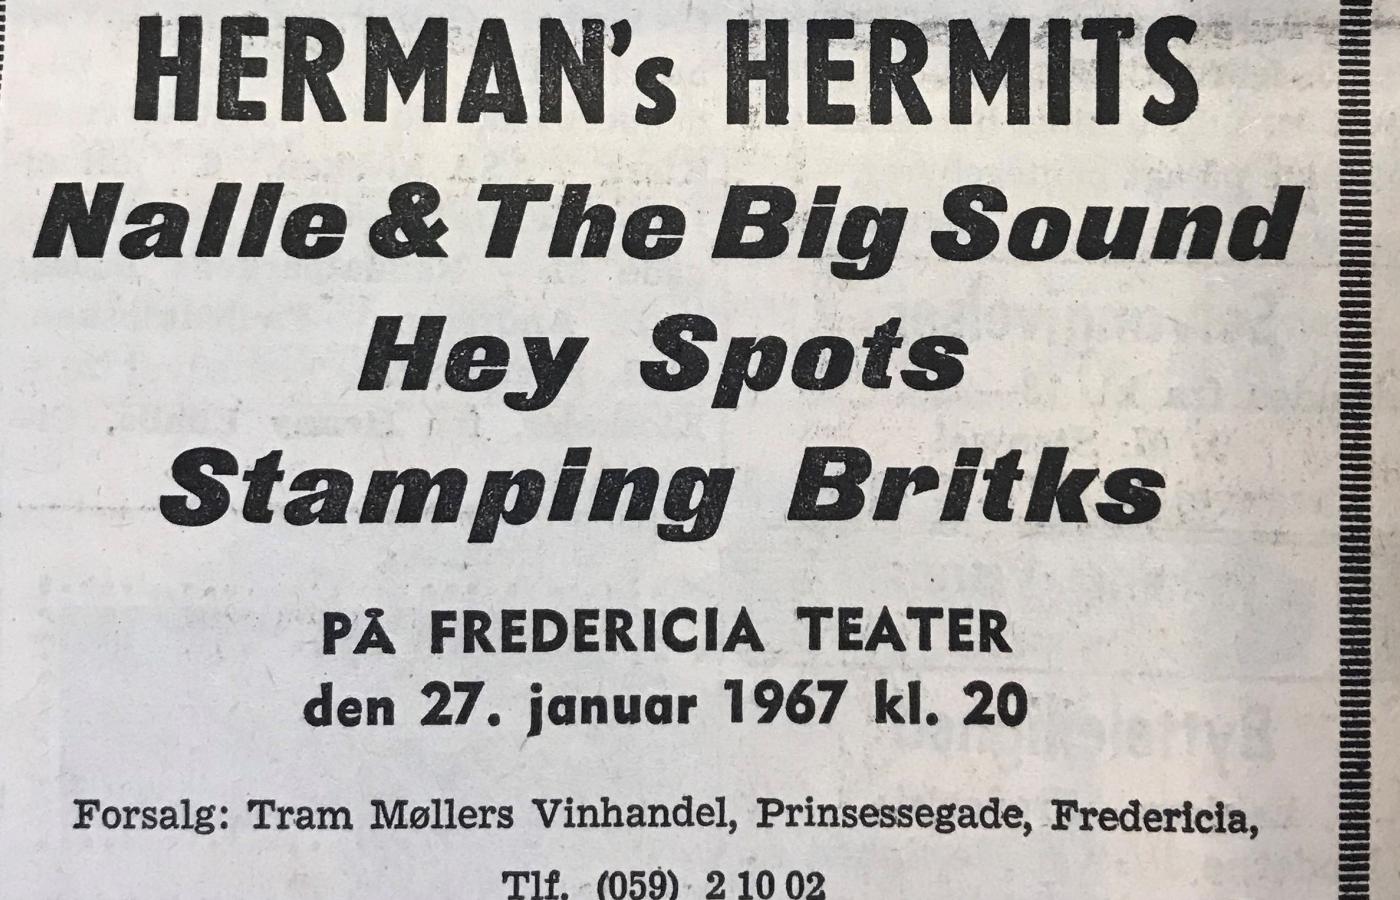 HERMAN's HERMITS
Nalle & The Big Sound
Hey Spots
Stamping Britks
PÅ FREDERICIA TEATER
den 27. januar 1967 kl. 20
Forsalg: Tram Møllers Vinhandel, Prinsessegade, Fredericia,
Tlf. (059) 2 10 02